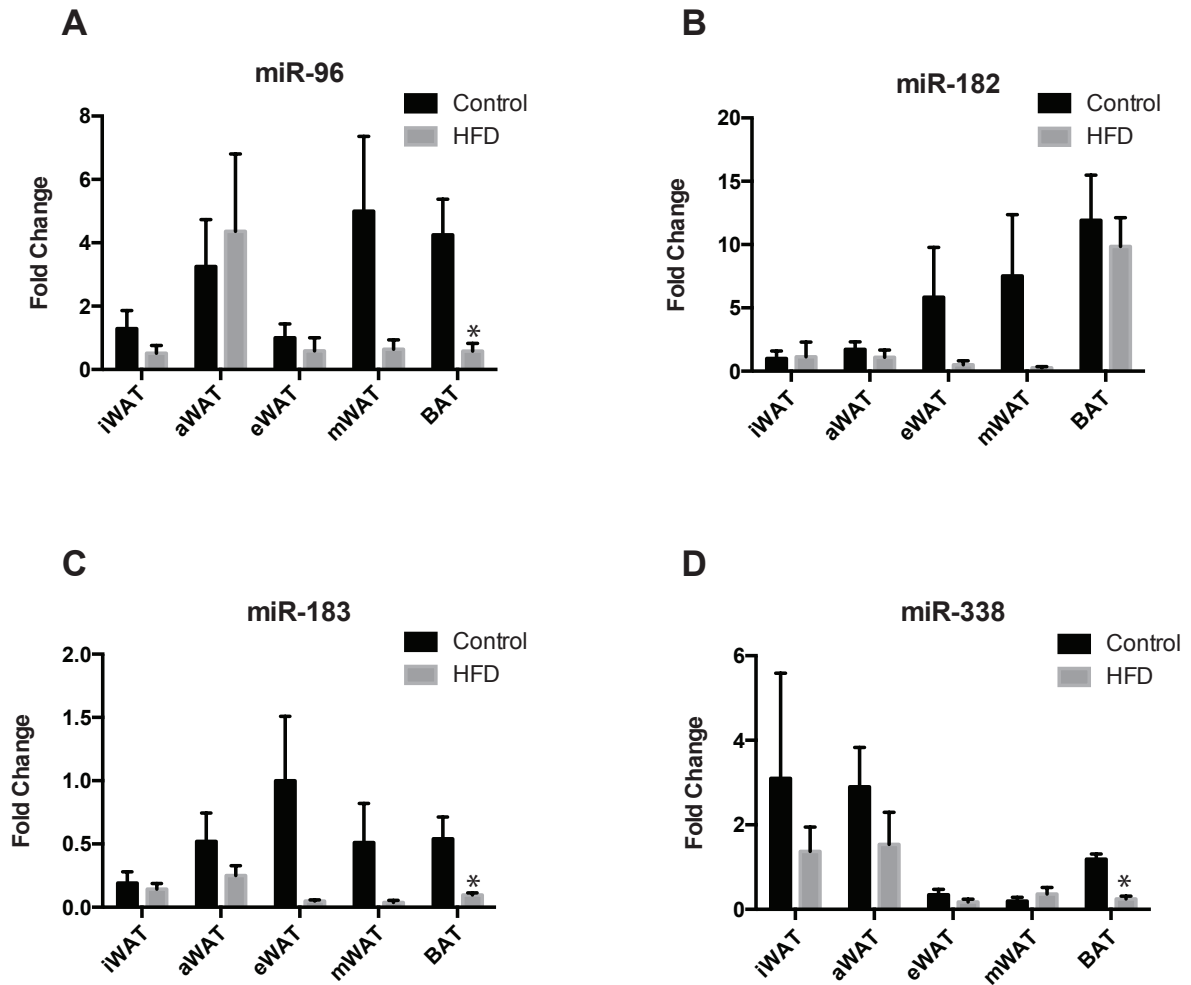 A
miR-96
Control
HFD
Fold Change
8
6
4
2
0
*
iWAT
aWAT
eWAT
mWAT
BAT
B
miR-182
Control
HFD
Fold Change
20
15
10
5
0
iWAT
aWAT
eWAT
mWAT
BAT
C
miR-183
Control
HFD
Fold Change
2.0
1.5
1.0
0.5
0.0
*
iWAT
aWAT
eWAT
mWAT
BAT
D
miR-338
Control
HFD
Fold Change
6
4
2
0
*
iWAT
aWAT
eWAT
mWAT
BAT